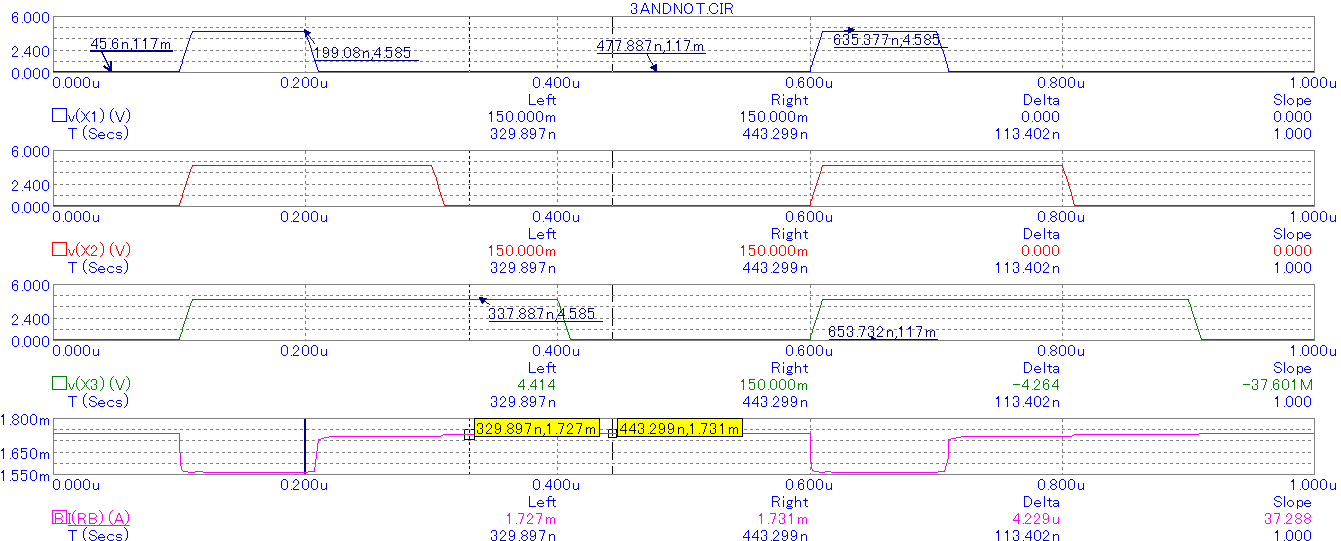 3ANDNOT.CIR
6.000
2.400
0.000
45.6n,117m
199.08n,4.585
477.887n,117m
635.377n,4.585
0.000u 0.200u 0.400u 0.600u 0.800u 1.000u
Left Right Delta Slope
v(X1) (V) 150.000m 150.000m 0.000 0.000
T (Secs) 329.897n 443.299n 113.402n 1.000
6.000
2.400
0.000
0.000u 0.200u 0.400u 0.600u 0.800u 1.000u
Left Right Delta Slope
v(X2) (V) 150.000m 150.000m 0.000 0.000
T (Secs) 329.897n 443.299n 113.402n 1.000
6.000
2.400
0.000
337.887n,4.585
653.732n,117m
0.000u 0.200u 0.400u 0.600u 0.800u 1.000u
Left Right Delta Slope
v(X3) (V) 4.414 150.000m -4.264 -37.601M
T (Secs) 329.897n 443.299n 113.402n 1.000
1.800m
1.650m
1.550m
329.897n,1.727m
443.299n,1.731m
0.000u 0.200u 0.400u 0.600u 0.800u 1.000u
Left Right Delta Slope
B I(RB) (A) 1.727m 1.731m 4.229u 37.288
T (Secs) 329.897n 443.299n 113.402n 1.000